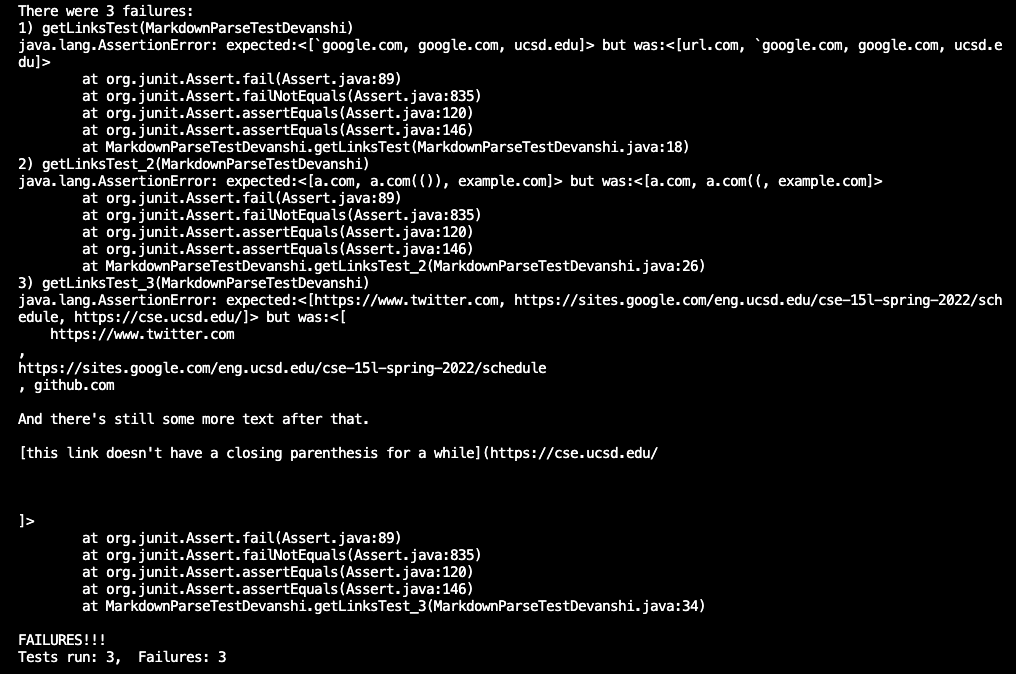 There were 3 failures:
1) getLinksTest(MarkdownParseTestDevanshi)
java.lang.AssertionError: expected:<[`google.com, google.com, ucsd.edu]> but was:<[url.com, `google.com, google.com, ucsd.e
du]>
        at org.junit.Assert.fail(Assert.java:89)
        at org.junit.Assert.failNotEquals(Assert.java:835)
        at org.junit.Assert.assertEquals(Assert.java:120)
        at org.junit.Assert.assertEquals(Assert.java:146)
        at MarkdownParseTestDevanshi.getLinksTest(MarkdownParseTestDevanshi.java:18)
2) getLinksTest_2(MarkdownParseTestDevanshi)
java.lang.AssertionError: expected:<[a.com, a.com(()), example.com]> but was:<[a.com, a.com((, example.com]>
        at org.junit.Assert.fail(Assert.java:89)
        at org.junit.Assert.failNotEquals(Assert.java:835)
        at org.junit.Assert.assertEquals(Assert.java:120)
        at org.junit.Assert.assertEquals(Assert.java:146)
        at MarkdownParseTestDevanshi.getLinksTest_2(MarkdownParseTestDevanshi.java:26)
3) getLinksTest_3(MarkdownParseTestDevanshi)
java.lang.AssertionError: expected:<[https://www.twitter.com, https://sites.google.com/eng.ucsd.edu/cse-15l-spring-2022/sch
edule, https://cse.ucsd.edu/]> but was:<[
    https://www.twitter.com
,
https://sites.google.com/eng.ucsd.edu/cse-15l-spring-2022/schedule
, github.com

And there's still some more text after that.

[this link doesn't have a closing parenthesis for a while](https://cse.ucsd.edu/

]>
        at org.junit.Assert.fail(Assert.java:89)
        at org.junit.Assert.failNotEquals(Assert.java:835)
        at org.junit.Assert.assertEquals(Assert.java:120)
        at org.junit.Assert.assertEquals(Assert.java:146)
        at MarkdownParseTestDevanshi.getLinksTest_3(MarkdownParseTestDevanshi.java:34)

FAILURES!!!
Tests run: 3,  Failures: 3